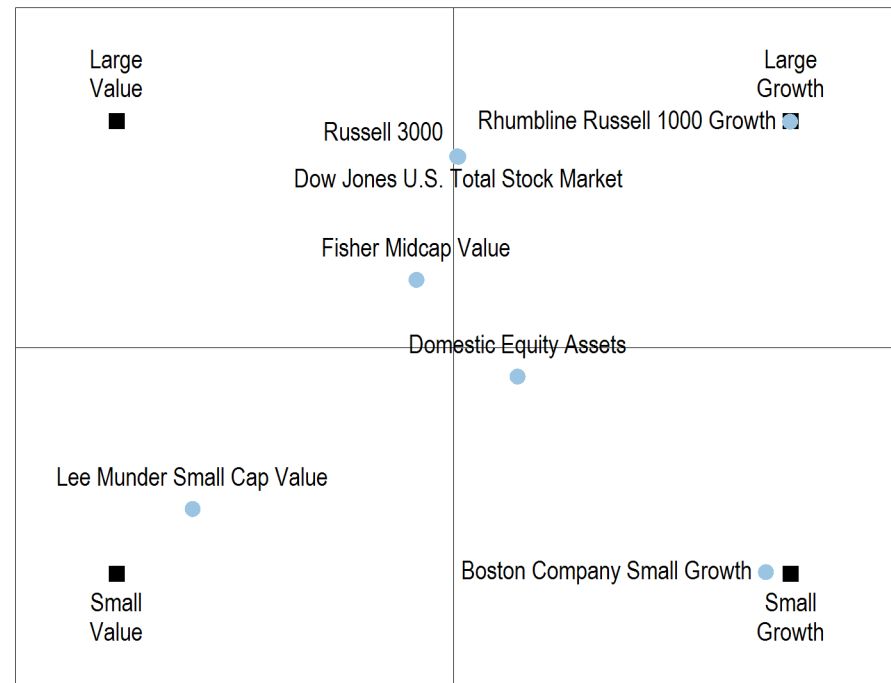 Large
Value
Large
Growth
Russell 3000
Rhumbline Russell 1000 Growth
Dow Jones U.S. Total Stock Market
Fisher Midcap Value
Domestic Equity Assets
Lee Munder Small Cap Value
Boston Company Small Growth
Small
Value
Small
Growth